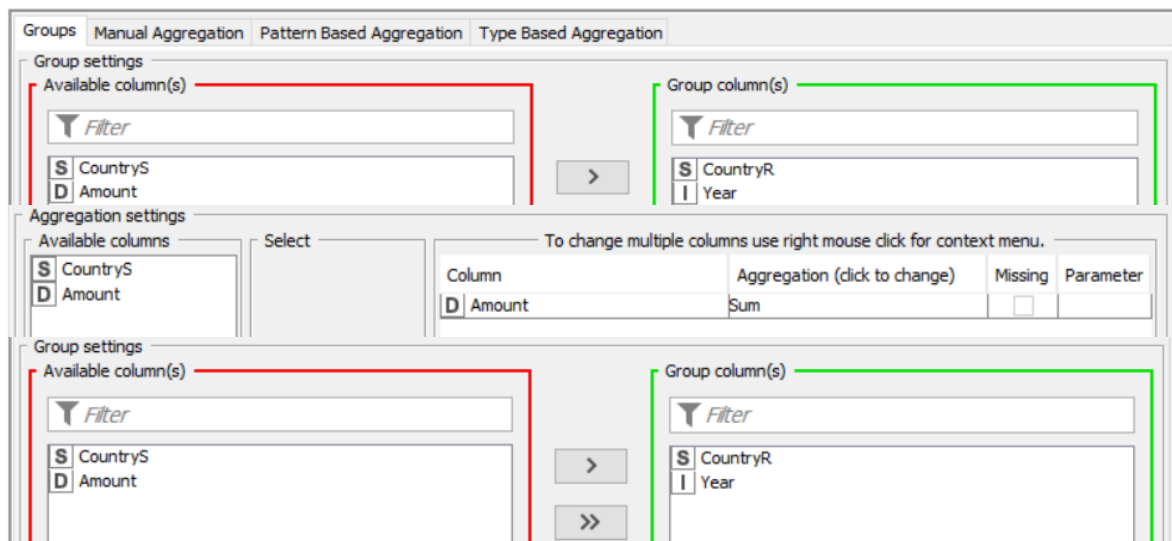 Groups Manual Aggregation Pattern Based Aggregation Type Based Aggregation
Group settings
Available column(s) Group column(s)
Filter Filter
S CountryS > S CountryR
D Amount I Year
Aggregation settings
Available columns Select To change multiple columns use right mouse click for context menu.
S CountryS Column Aggregation (click to change) Missing Parameter
D Amount D Amount Sum
Group settings
Available column(s) Group column(s)
Filter Filter
S CountryS > S CountryR
D Amount I Year
>>